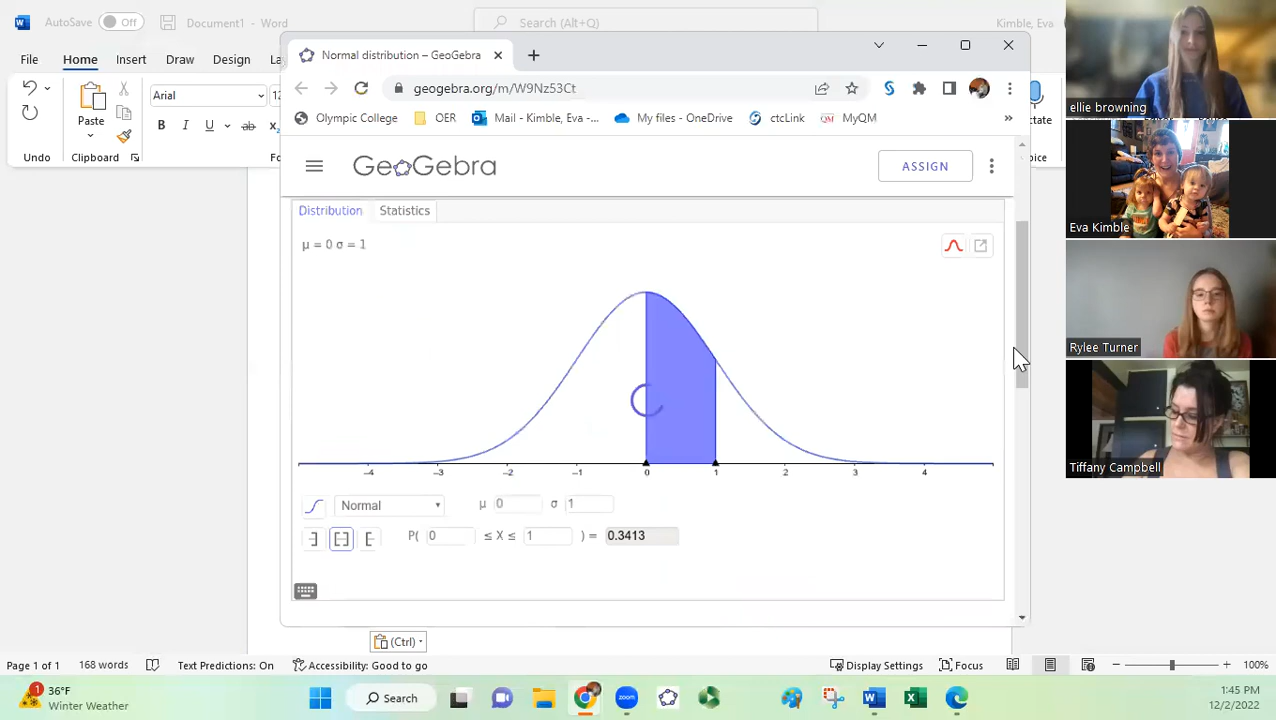 AutoSave Off Document1 - Word Search (Alt+Q) Kimble, Eva
File Home Insert Draw Design
Normal distribution – GeoGebra
geogebra.org/m/W9Nz53Ct
Paste Arial
Olympic Colleg OER Mail - Kimble, Eva -... My files - OneDrive ctcLink MyQM »
Undo Clipboard
GeoGebra ASSIGN
Distribution Statistics
μ = 0 σ = 1
-4 -3 -2 -1 0 1 2 3 4
Normal μ 0 σ 1
P( 0 ≤ X ≤ 1 ) = 0.3413
(Ctrl)
Page 1 of 1 168 words Text Predictions: On Accessibility: Good to go Display Settings Focus 100%
1 36°F
Winter Weather
Search
zoom
1:45 PM
12/2/2022
ellie browning
Eva Kimble
Rylee Turner
Tiffany Campbell